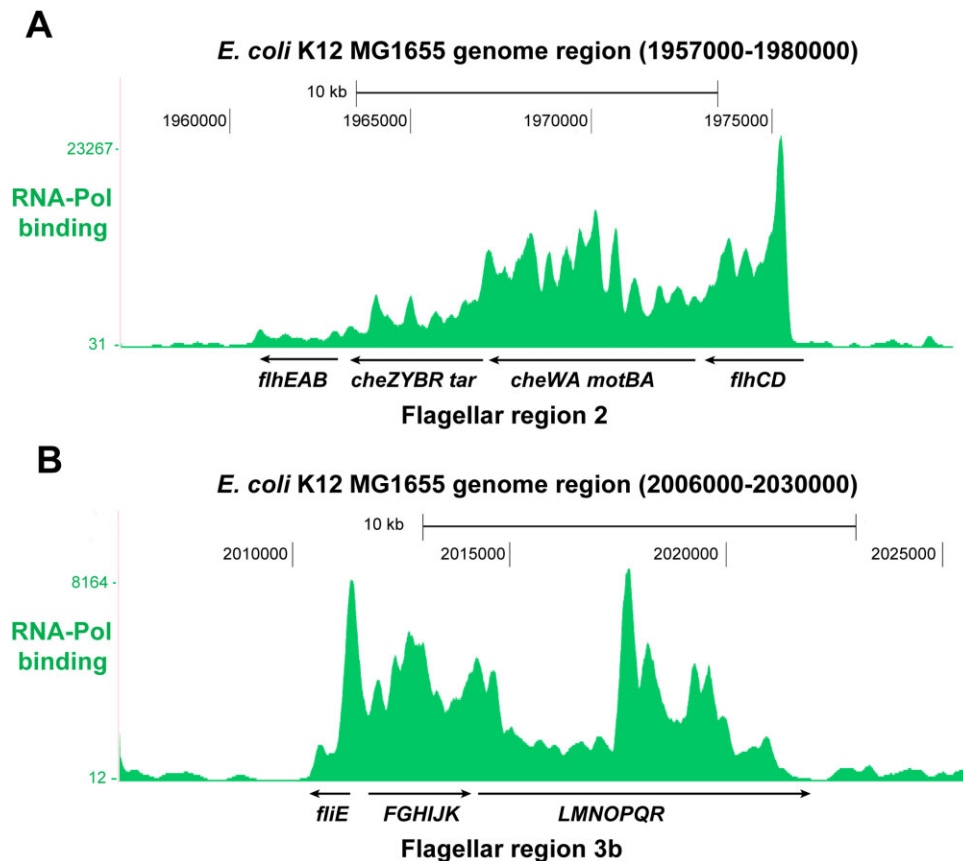 A
E. coli K12 MG1655 genome region (1957000-1980000)
10 kb
1960000 1965000 1970000 1975000
23267
RNA-Pol
binding
31
flhEAB cheZYBR tar cheWA motBA flhCD
Flagellar region 2
B
E. coli K12 MG1655 genome region (2006000-2030000)
10 kb
2010000 2015000 2020000 2025000
8164
RNA-Pol
binding
12
fliE FGHIJK LMNOPQR
Flagellar region 3b